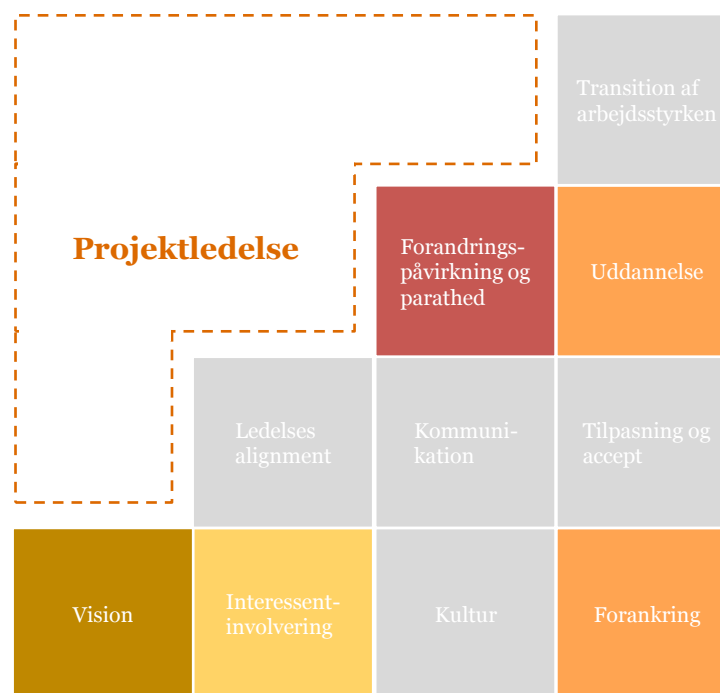 Transition af
arbejdsstyrken
Projektledelse
Forandrings-
påvirkning og
parathed
Uddannelse
Ledelses
alignment
Kommuni-
kation
Tilpasning og
accept
Vision
Interessent-
involvering
Kultur
Forankring